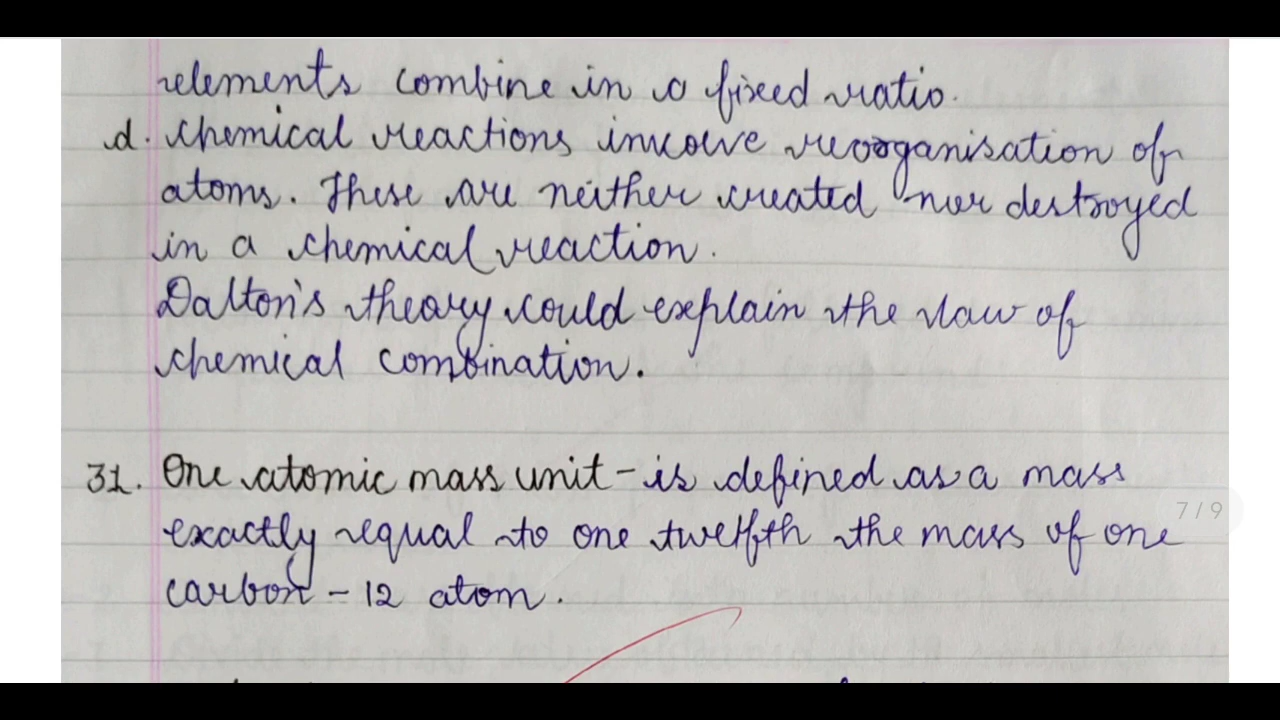 elements combine in a fixed ratio.
d. Chemical reactions involve reorganisation of
atoms. These are neither created nor destroyed
in a chemical reaction.
Dalton's theory could explain the law of
chemical combination.
31. One atomic mass unit - is defined as a mass
exactly equal to one twelfth the mass of one
carbon - 12 atom.
7 / 9